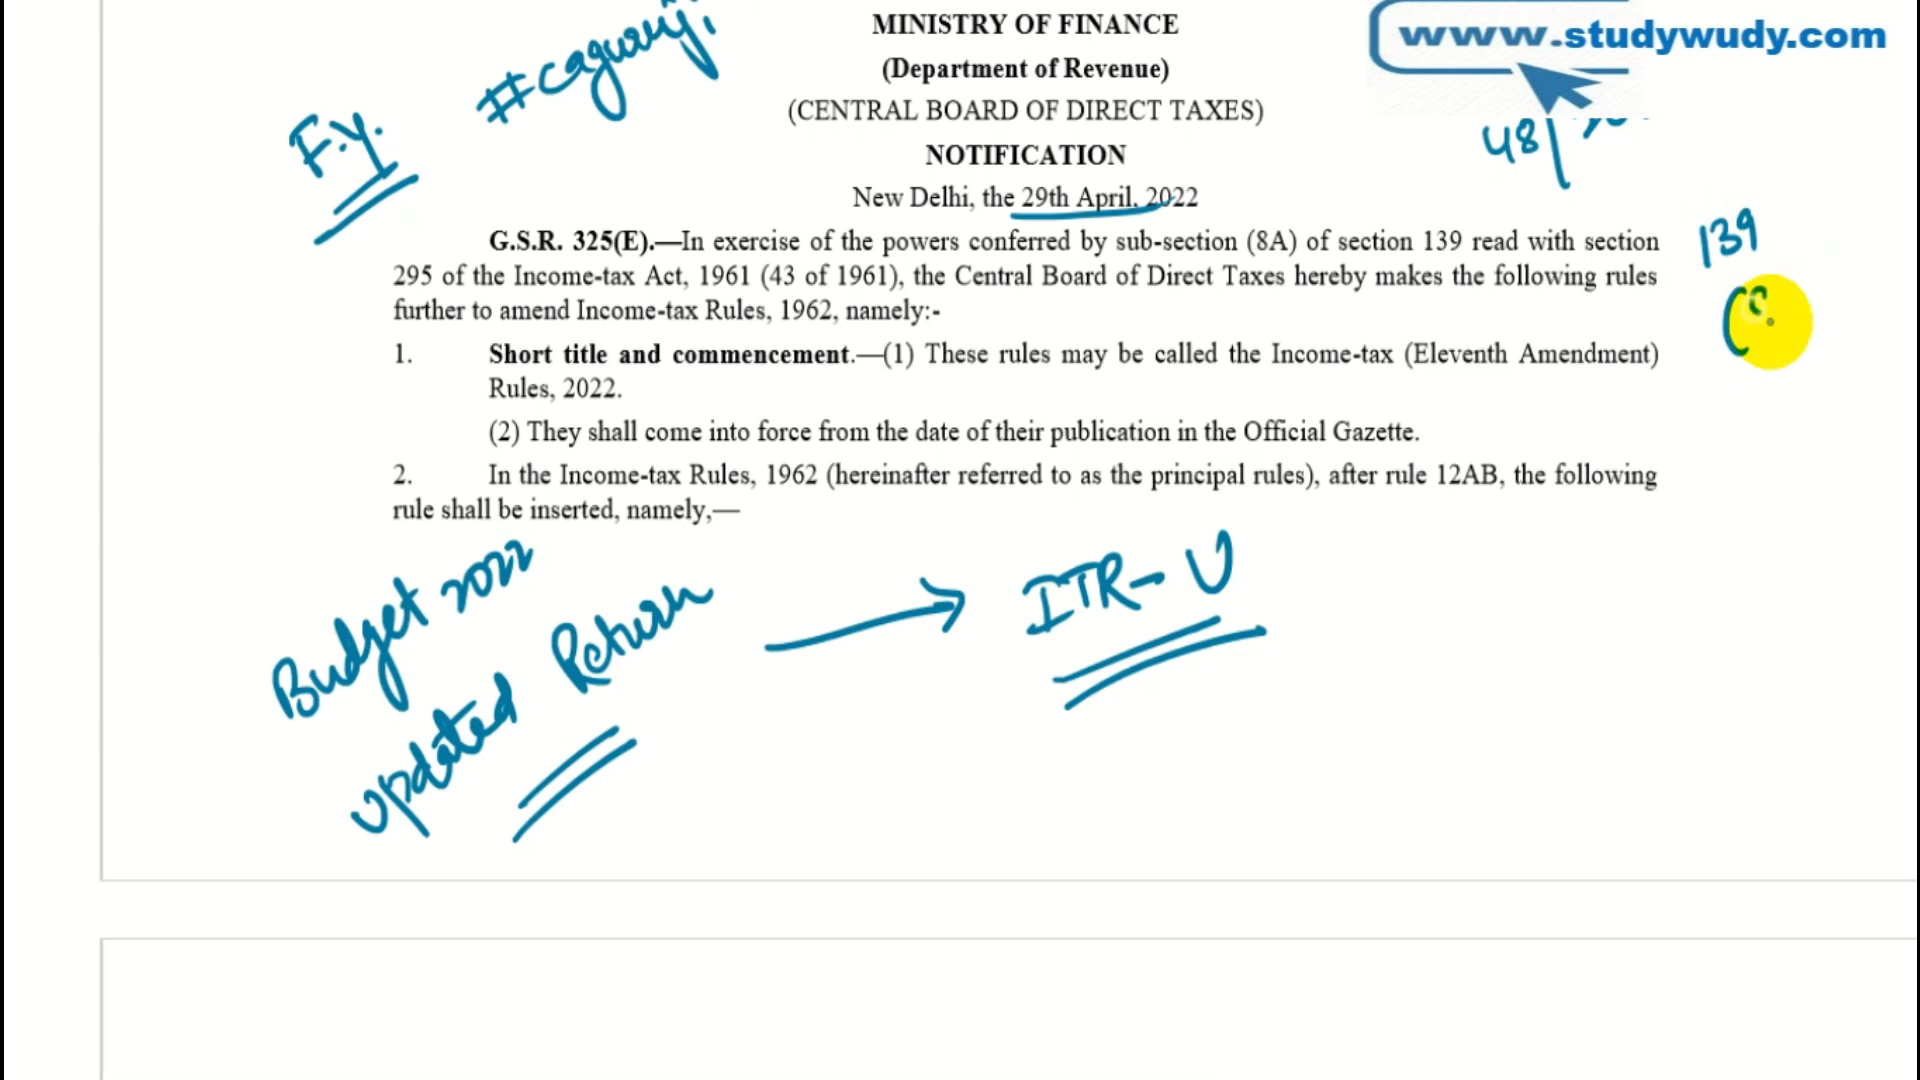 MINISTRY OF FINANCE
www.studywudy.com
(Department of Revenue)
#caguruji
(CENTRAL BOARD OF DIRECT TAXES)
F.Y.
NOTIFICATION
48/
New Delhi, the 29th April, 2022
139
G.S.R. 325(E).—In exercise of the powers conferred by sub-section (8A) of section 139 read with section
295 of the Income-tax Act, 1961 (43 of 1961), the Central Board of Direct Taxes hereby makes the following rules
further to amend Income-tax Rules, 1962, namely:-
1. Short title and commencement.—(1) These rules may be called the Income-tax (Eleventh Amendment)
Rules, 2022.
(2) They shall come into force from the date of their publication in the Official Gazette.
2. In the Income-tax Rules, 1962 (hereinafter referred to as the principal rules), after rule 12AB, the following
rule shall be inserted, namely,—
Budget 2022
Updated Return → ITR-U